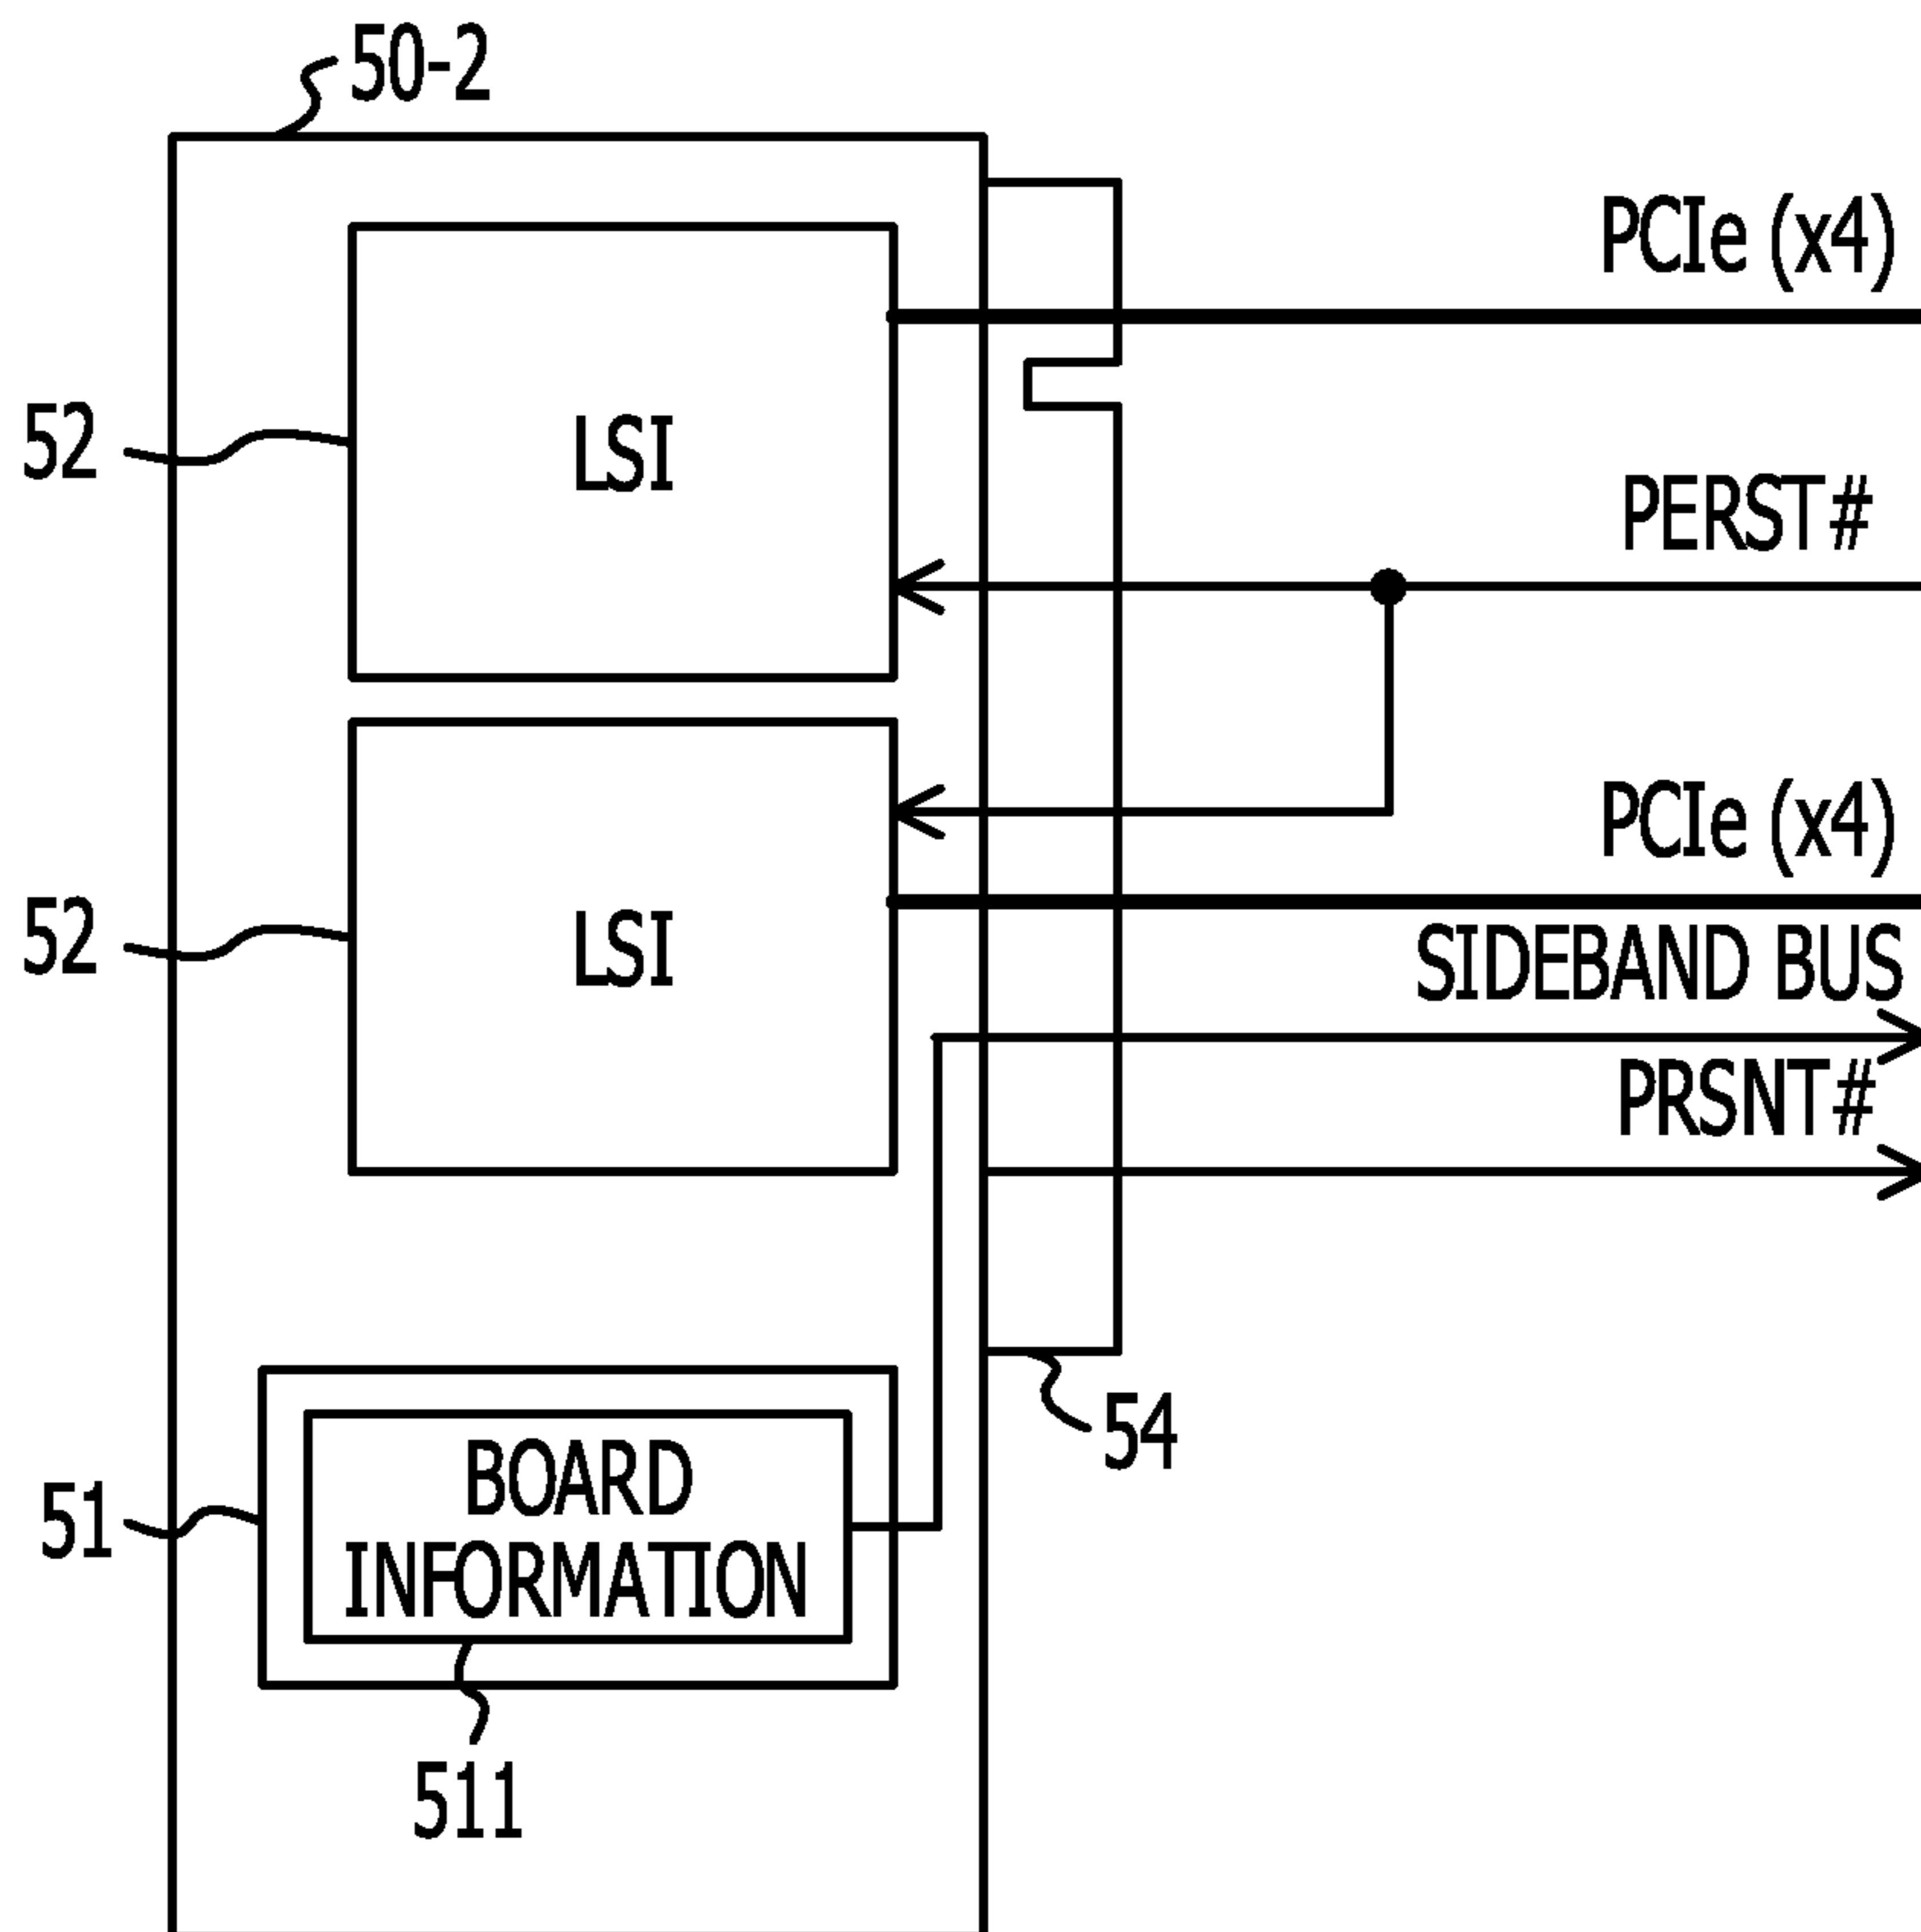 50-2
PCIe (x4)
52
LSI
PERST#
PCIe (x4)
52
LSI
SIDEBAND BUS
PRSNT#
54
51
BOARD
INFORMATION
511